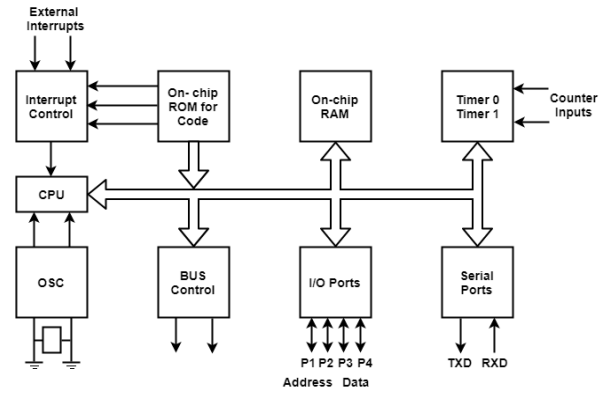 External
Interrupts
Interrupt
Control
On- chip
ROM for
Code
On-chip
RAM
Timer 0
Timer 1
Counter
Inputs
CPU
OSC
BUS
Control
I/O Ports
Serial
Ports
P1 P2 P3 P4
Address Data
TXD RXD